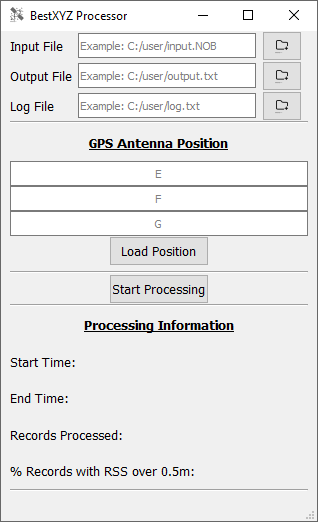 BestXYZ Processor
Input File Example: C:/user/input.NOB
Output File Example: C:/user/output.txt
Log File Example: C:/user/log.txt
GPS Antenna Position
E
F
G
Load Position
Start Processing
Processing Information
Start Time:
End Time:
Records Processed:
% Records with RSS over 0.5m: